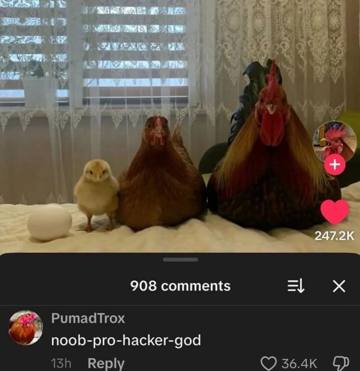 247.2K
908 comments
PumadTrox
noob-pro-hacker-god
13h Reply 36.4K